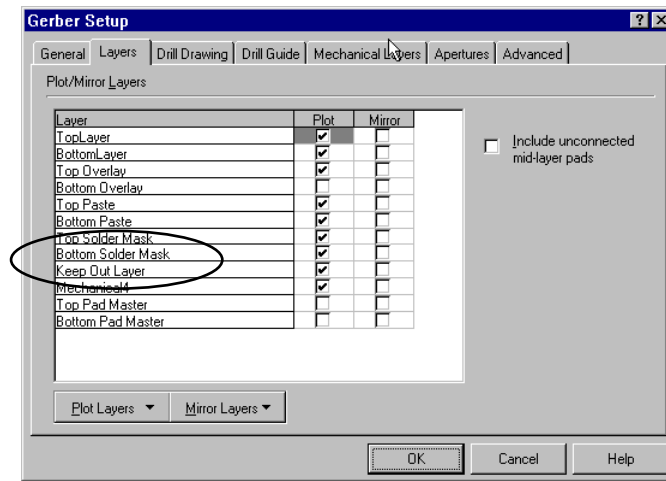 Gerber Setup
General Layers Drill Drawing Drill Guide Mechanical Layers Apertures Advanced
Plot/Mirror Layers
Layer Plot Mirror
TopLayer
BottomLayer
Top Overlay
Bottom Overlay
Top Paste
Bottom Paste
Top Solder Mask
Bottom Solder Mask
Keep Out Layer
Mechanical4
Top Pad Master
Bottom Pad Master
Include unconnected
mid-layer pads
Plot Layers Mirror Layers
OK Cancel Help